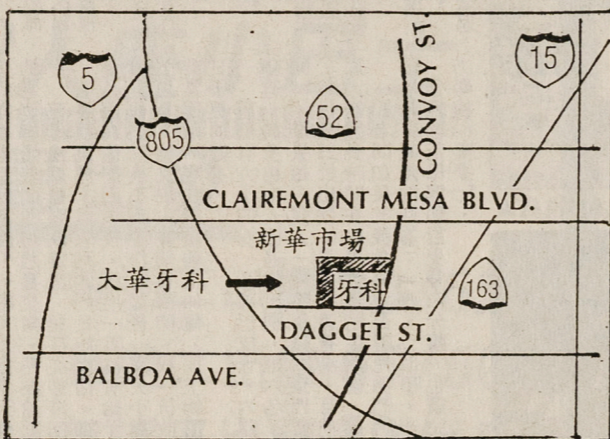 5
805
52
CONVOY ST.
15
CLAIREMONT MESA BLVD.
新華市場
大華牙科
牙科
163
DAGGET ST.
BALBOA AVE.